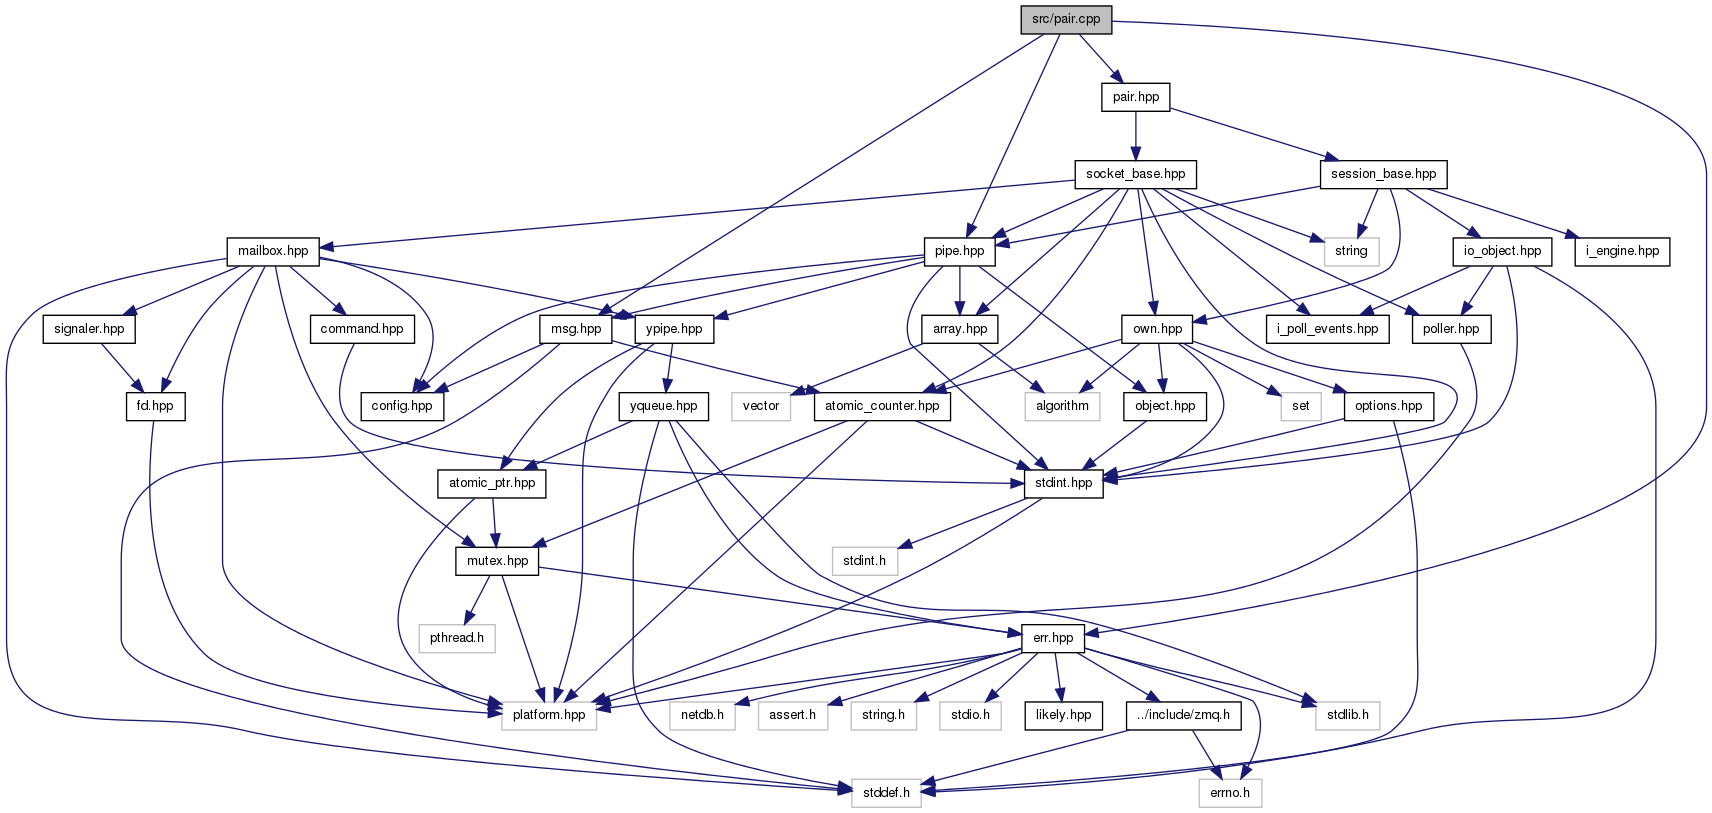 src/pair.cpp
pair.hpp
socket_base.hpp
session_base.hpp
mailbox.hpp
pipe.hpp
string
io_object.hpp
i_engine.hpp
signaler.hpp
command.hpp
msg.hpp
ypipe.hpp
array.hpp
own.hpp
i_poll_events.hpp
poller.hpp
fd.hpp
config.hpp
yqueue.hpp
vector
atomic_counter.hpp
algorithm
object.hpp
set
options.hpp
atomic_ptr.hpp
stdint.hpp
mutex.hpp
stdint.h
pthread.h
err.hpp
platform.hpp
netdb.h
assert.h
string.h
stdio.h
likely.hpp
../include/zmq.h
stdlib.h
stddef.h
errno.h